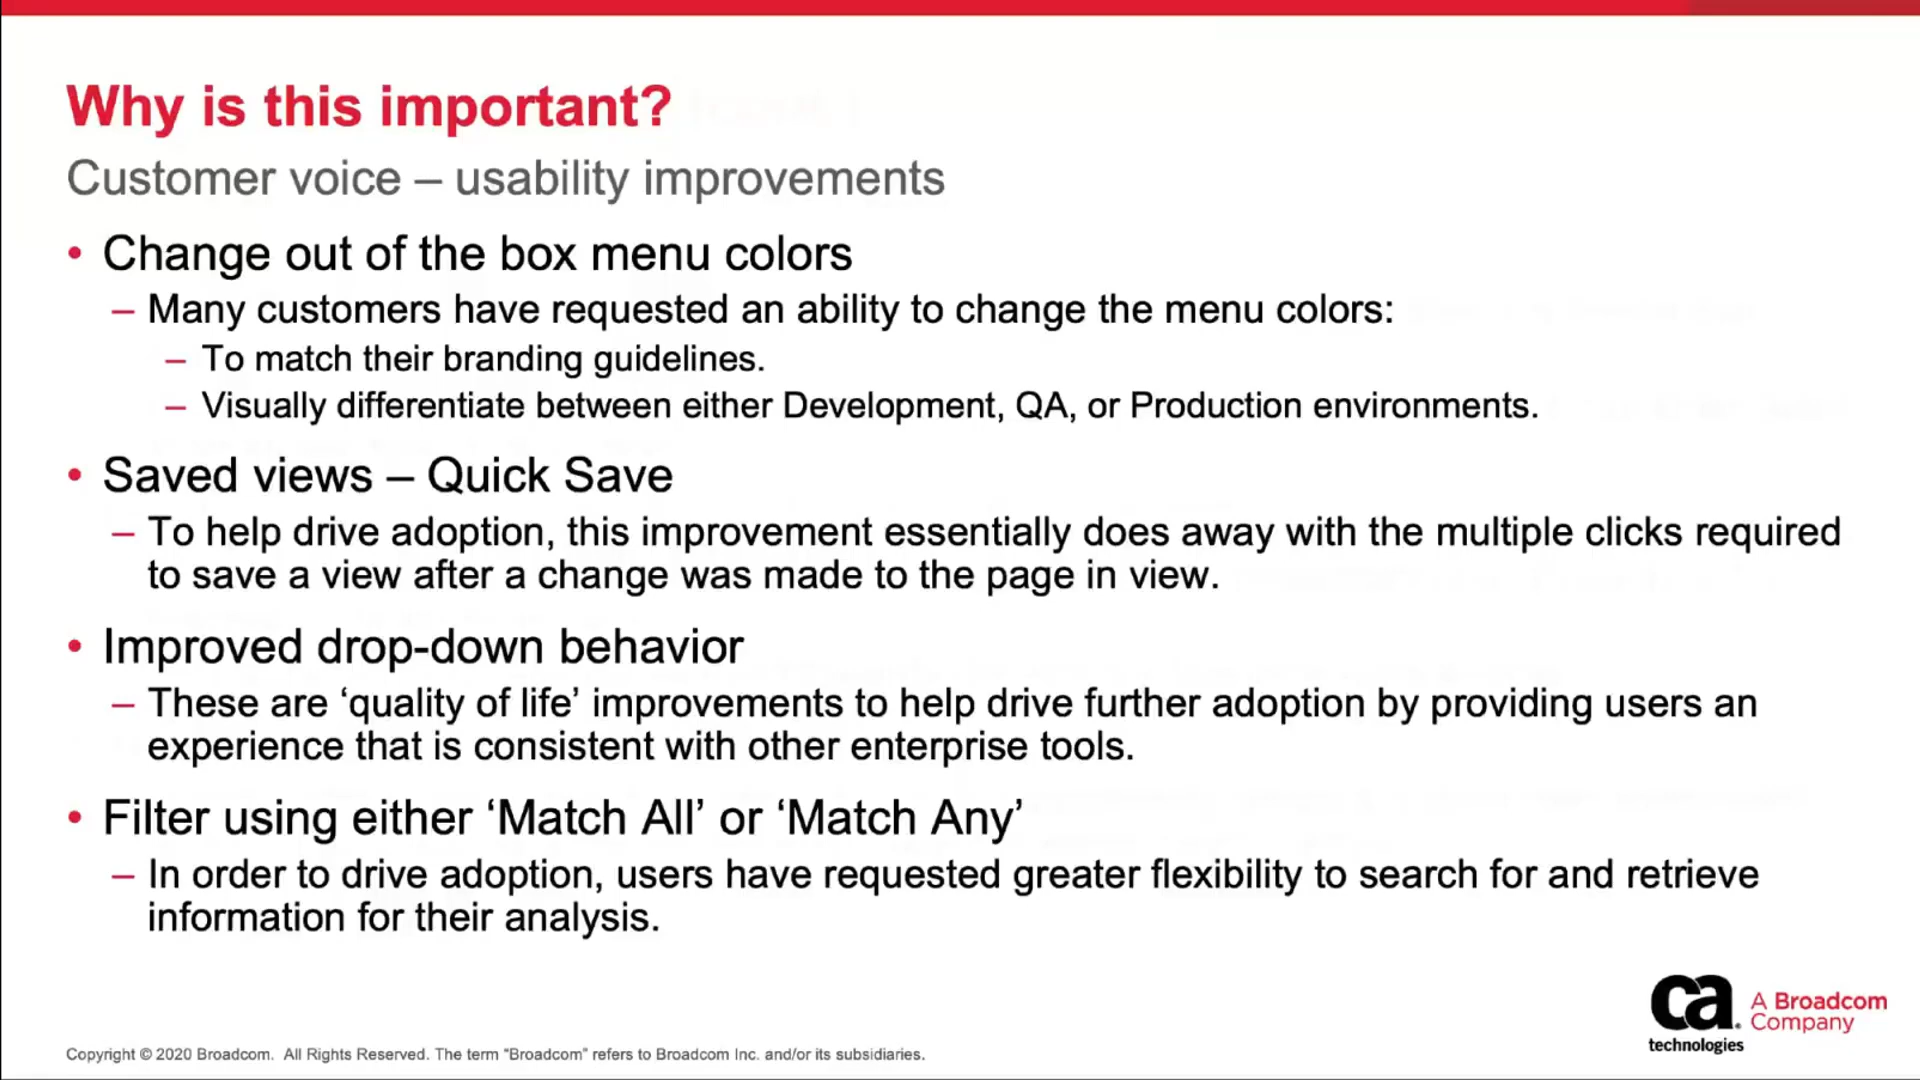 Why is this important?
Customer voice – usability improvements
• Change out of the box menu colors
– Many customers have requested an ability to change the menu colors:
– To match their branding guidelines.
– Visually differentiate between either Development, QA, or Production environments.
• Saved views – Quick Save
– To help drive adoption, this improvement essentially does away with the multiple clicks required
to save a view after a change was made to the page in view.
• Improved drop-down behavior
– These are ‘quality of life’ improvements to help drive further adoption by providing users an
experience that is consistent with other enterprise tools.
• Filter using either ‘Match All’ or ‘Match Any’
– In order to drive adoption, users have requested greater flexibility to search for and retrieve
information for their analysis.
ca
technologies
A Broadcom
Company
Copyright © 2020 Broadcom. All Rights Reserved. The term “Broadcom” refers to Broadcom Inc. and/or its subsidiaries.